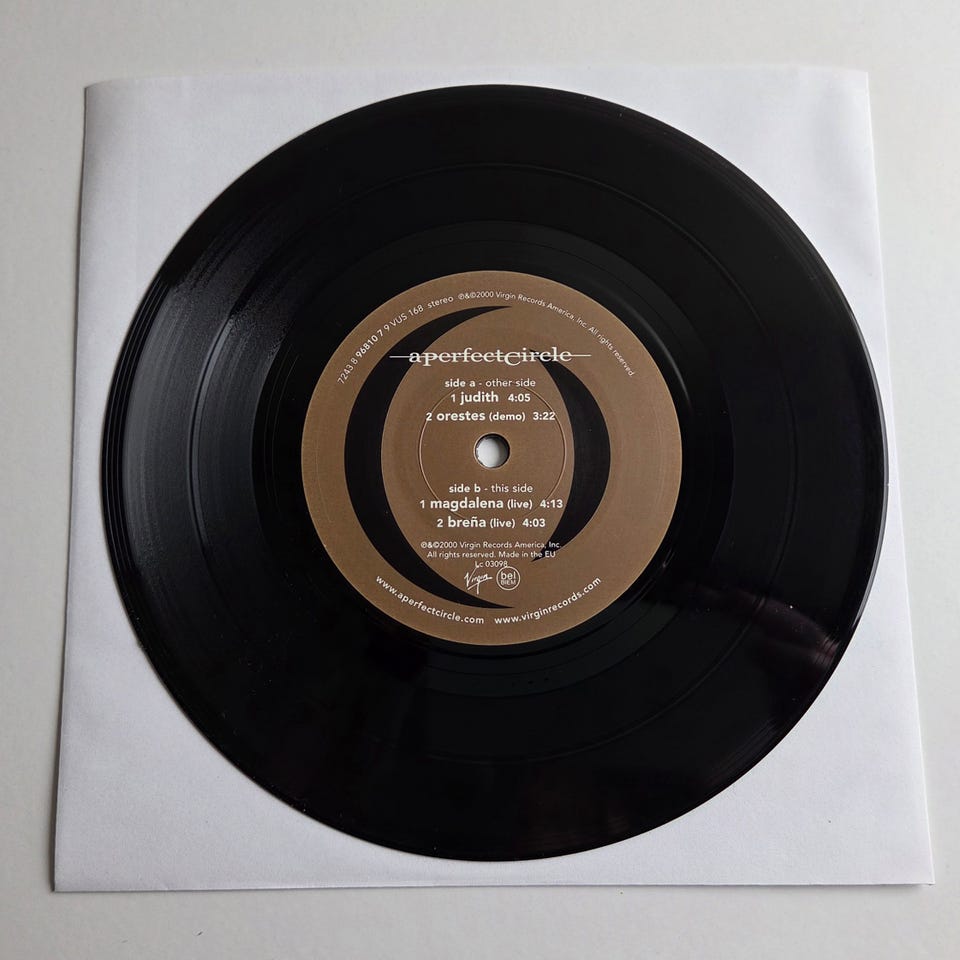 7243 8 96810 7 9 VUS 168 stereo ℗&©2000 Virgin Records America, Inc. All rights reserved
aperfectcircle
side a - other side
1 judith 4:05
2 orestes (demo) 3:22
side b - this side
1 magdalena (live) 4:13
2 breña (live) 4:03
℗&©2000 Virgin Records America, Inc.
All rights reserved. Made in the EU
Lc 03098
Virgin bel BIEM
www.aperfectcircle.com www.virginrecords.com